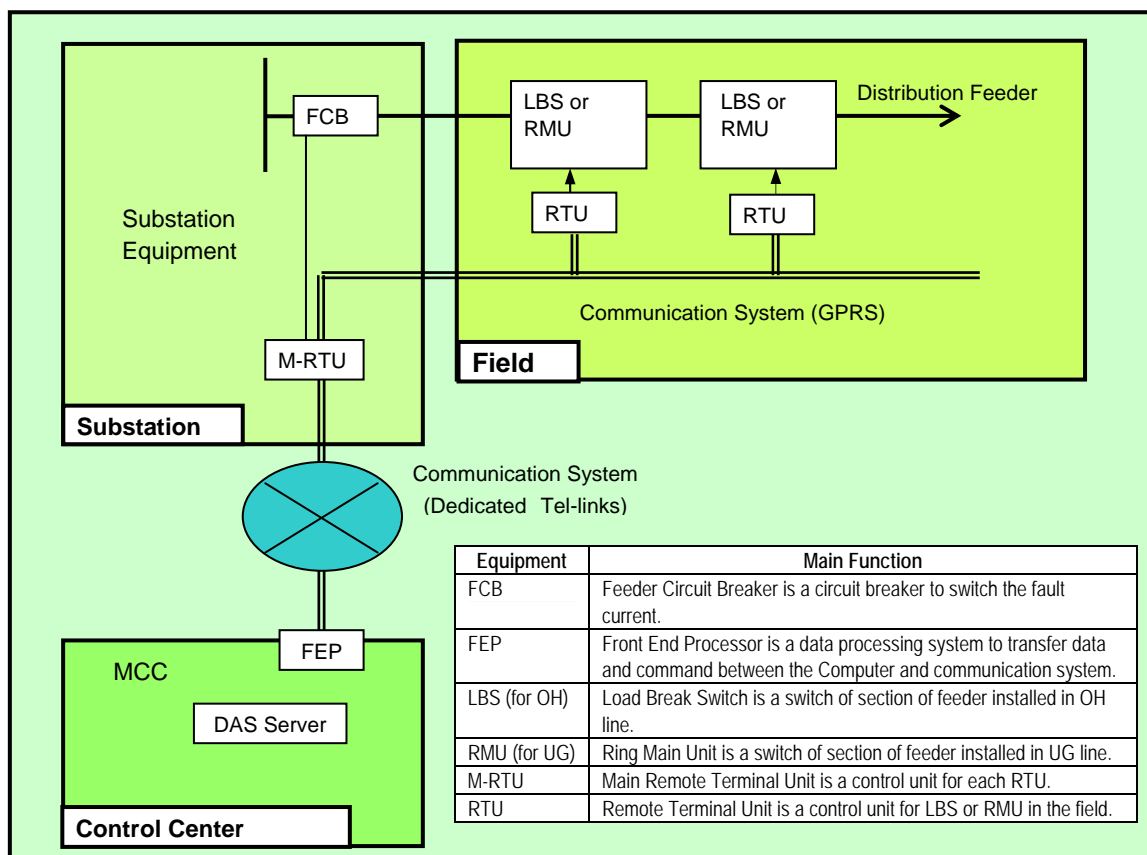 FCB
LBS or
RMU
LBS or
RMU
Distribution Feeder
RTU
RTU
Substation
Equipment
Communication System (GPRS)
M-RTU
Field
Substation
Communication System
(Dedicated Tel-links)
FEP
MCC
DAS Server
Control Center
Equipment Main Function
FCB Feeder Circuit Breaker is a circuit breaker to switch the fault
current.
FEP Front End Processor is a data processing system to transfer data
and command between the Computer and communication system.
LBS (for OH) Load Break Switch is a switch of section of feeder installed in OH
line.
RMU (for UG) Ring Main Unit is a switch of section of feeder installed in UG line.
M-RTU Main Remote Terminal Unit is a control unit for each RTU.
RTU Remote Terminal Unit is a control unit for LBS or RMU in the field.